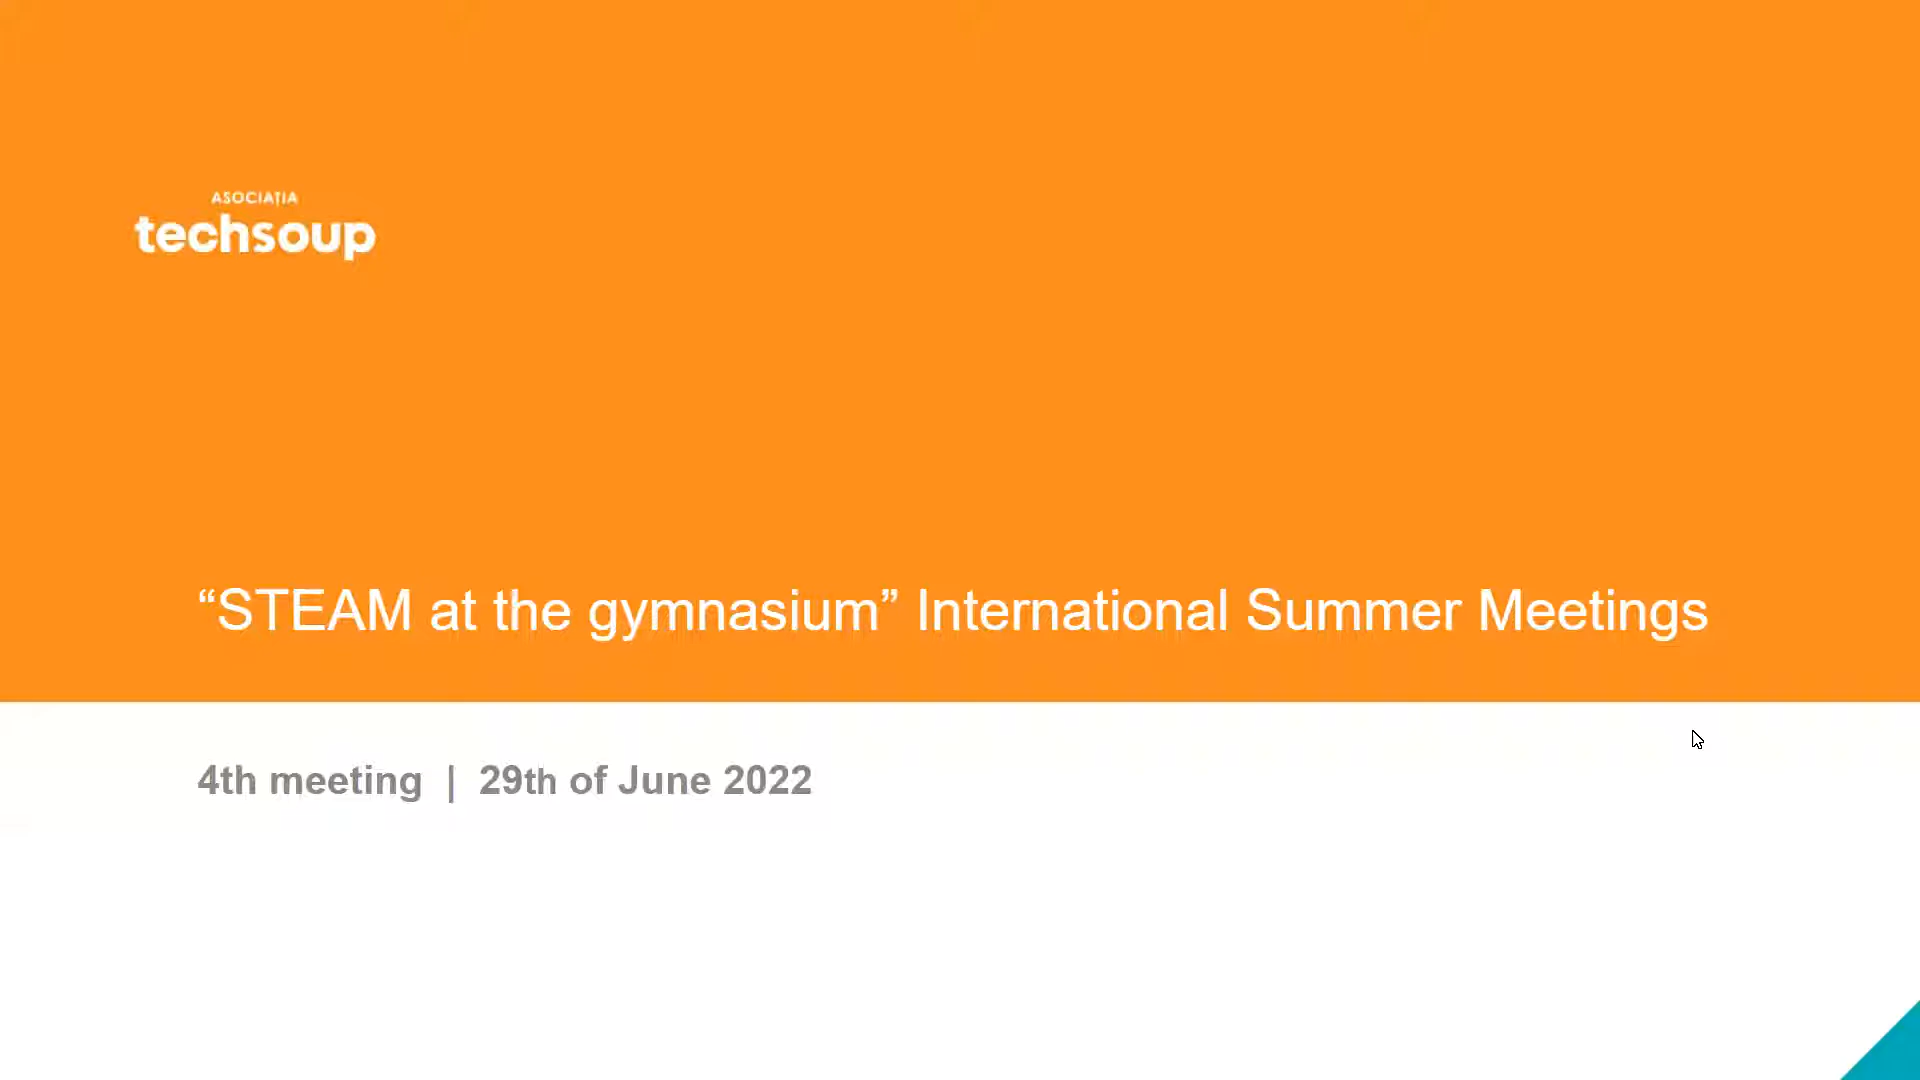 ASOCIAȚIA
techsoup
“STEAM at the gymnasium” International Summer Meetings
4th meeting | 29th of June 2022